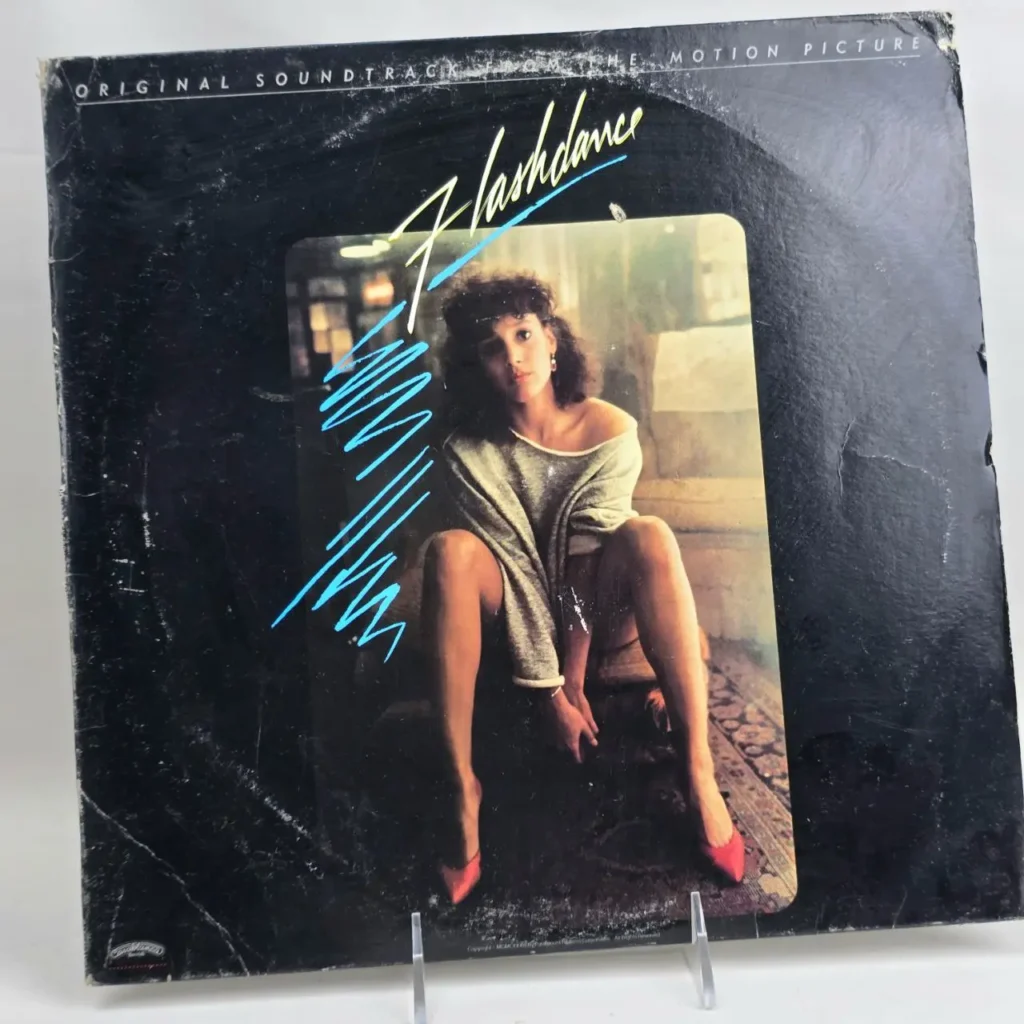 ORIGINAL SOUNDTRACK FROM THE MOTION PICTURE
Flashdance